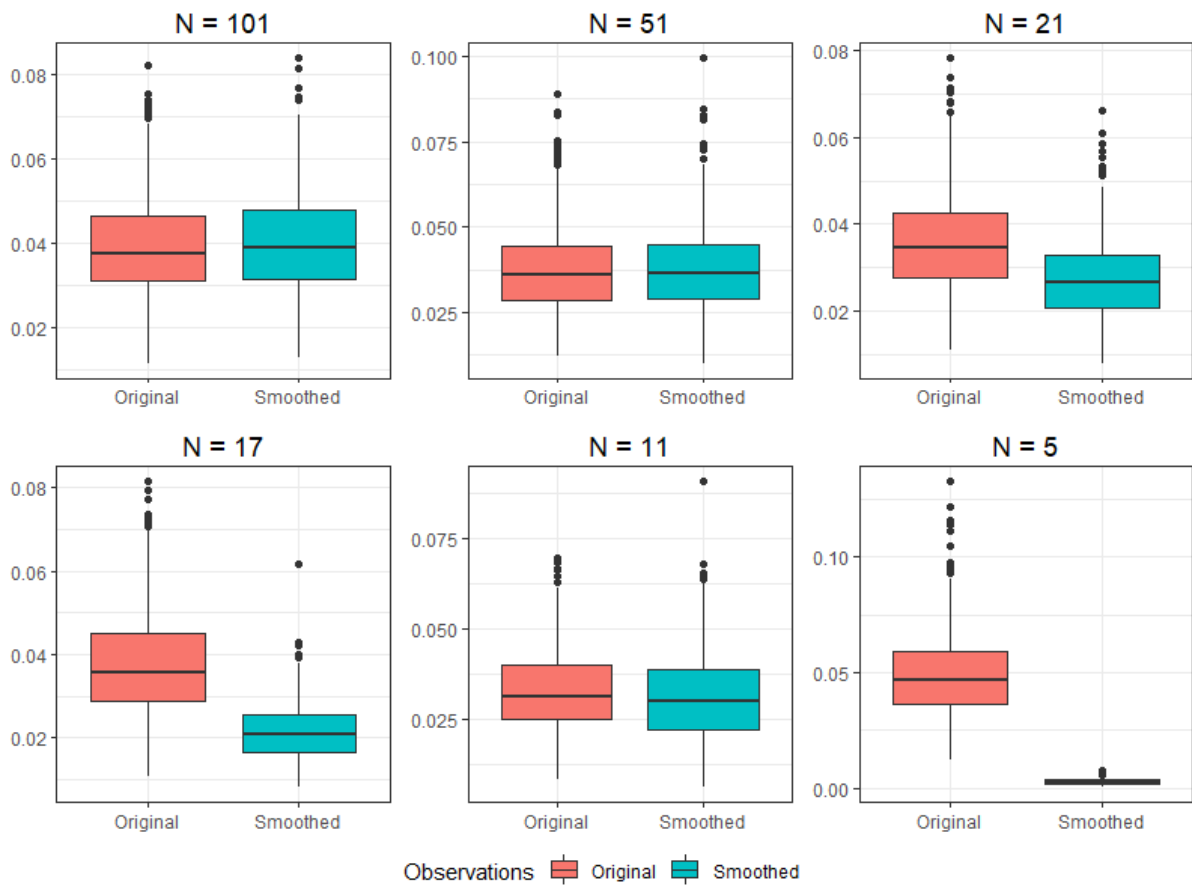 N = 101
0.08
0.06
0.04
0.02
Original Smoothed
N = 51
0.100
0.075
0.050
0.025
Original Smoothed
N = 21
0.08
0.06
0.04
0.02
Original Smoothed
N = 17
0.08
0.06
0.04
0.02
Original Smoothed
N = 11
0.075
0.050
0.025
Original Smoothed
N = 5
0.10
0.05
0.00
Original Smoothed
Observations Original Smoothed